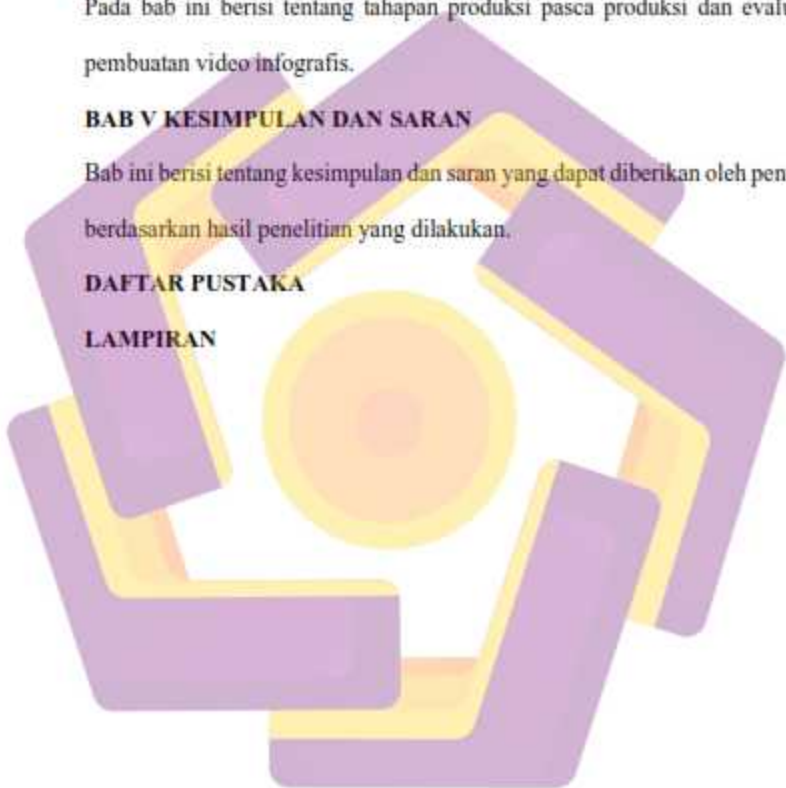 Pada bab ini berisi tentang tahapan produksi pasca produksi dan
pembuatan video infografis.
BAB V KESIMPULAN DAN SARAN
Bab ini berisi tentang kesimpulan dan saran yang dapat diberikan oleh
berdasarkan hasil penelitian yang dilakukan.
DAFTAR PUSTAKA
LAMPIRAN